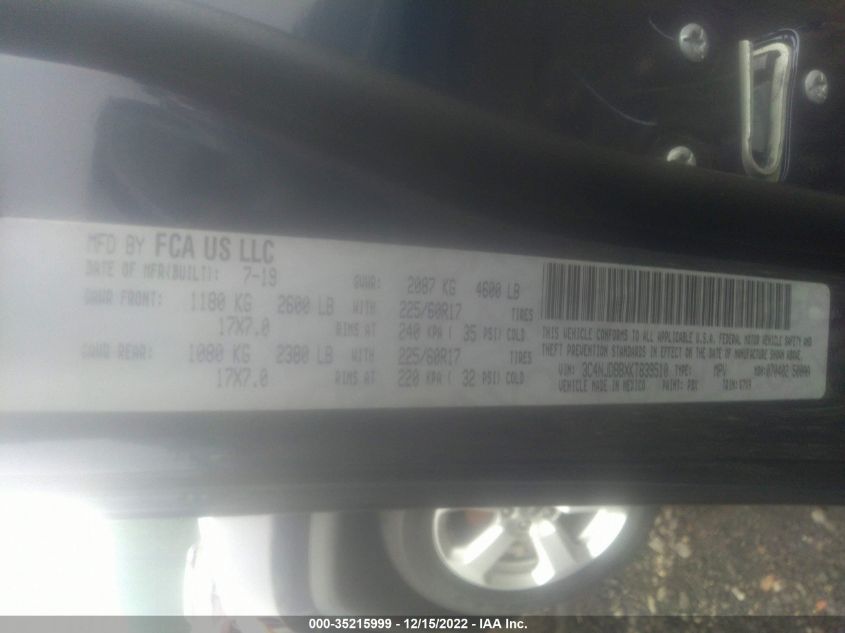 MFD BY FCA US LLC
DATE OF MFR(BUILT): 7-19
GVWR: 2087 KG 4600 LB
GAWR FRONT: 1180 KG 2600 LB WITH 225/60R17 TIRES
17X7.0 RIMS AT 240 KPA ( 35 PSI) COLD
GAWR REAR: 1080 KG 2380 LB WITH 225/60R17 TIRES
17X7.0 RIMS AT 220 KPA ( 32 PSI) COLD
THIS VEHICLE CONFORMS TO ALL APPLICABLE U.S.A. FEDERAL MOTOR VEHICLE SAFETY AND
THEFT PREVENTION STANDARDS IN EFFECT ON THE DATE OF MANUFACTURE SHOWN ABOVE.
VIN: TYPE: MPV MDH:
VEHICLE MADE IN MEXICO PAINT: TRIM:
000-35215999 - 12/15/2022 - IAA Inc.